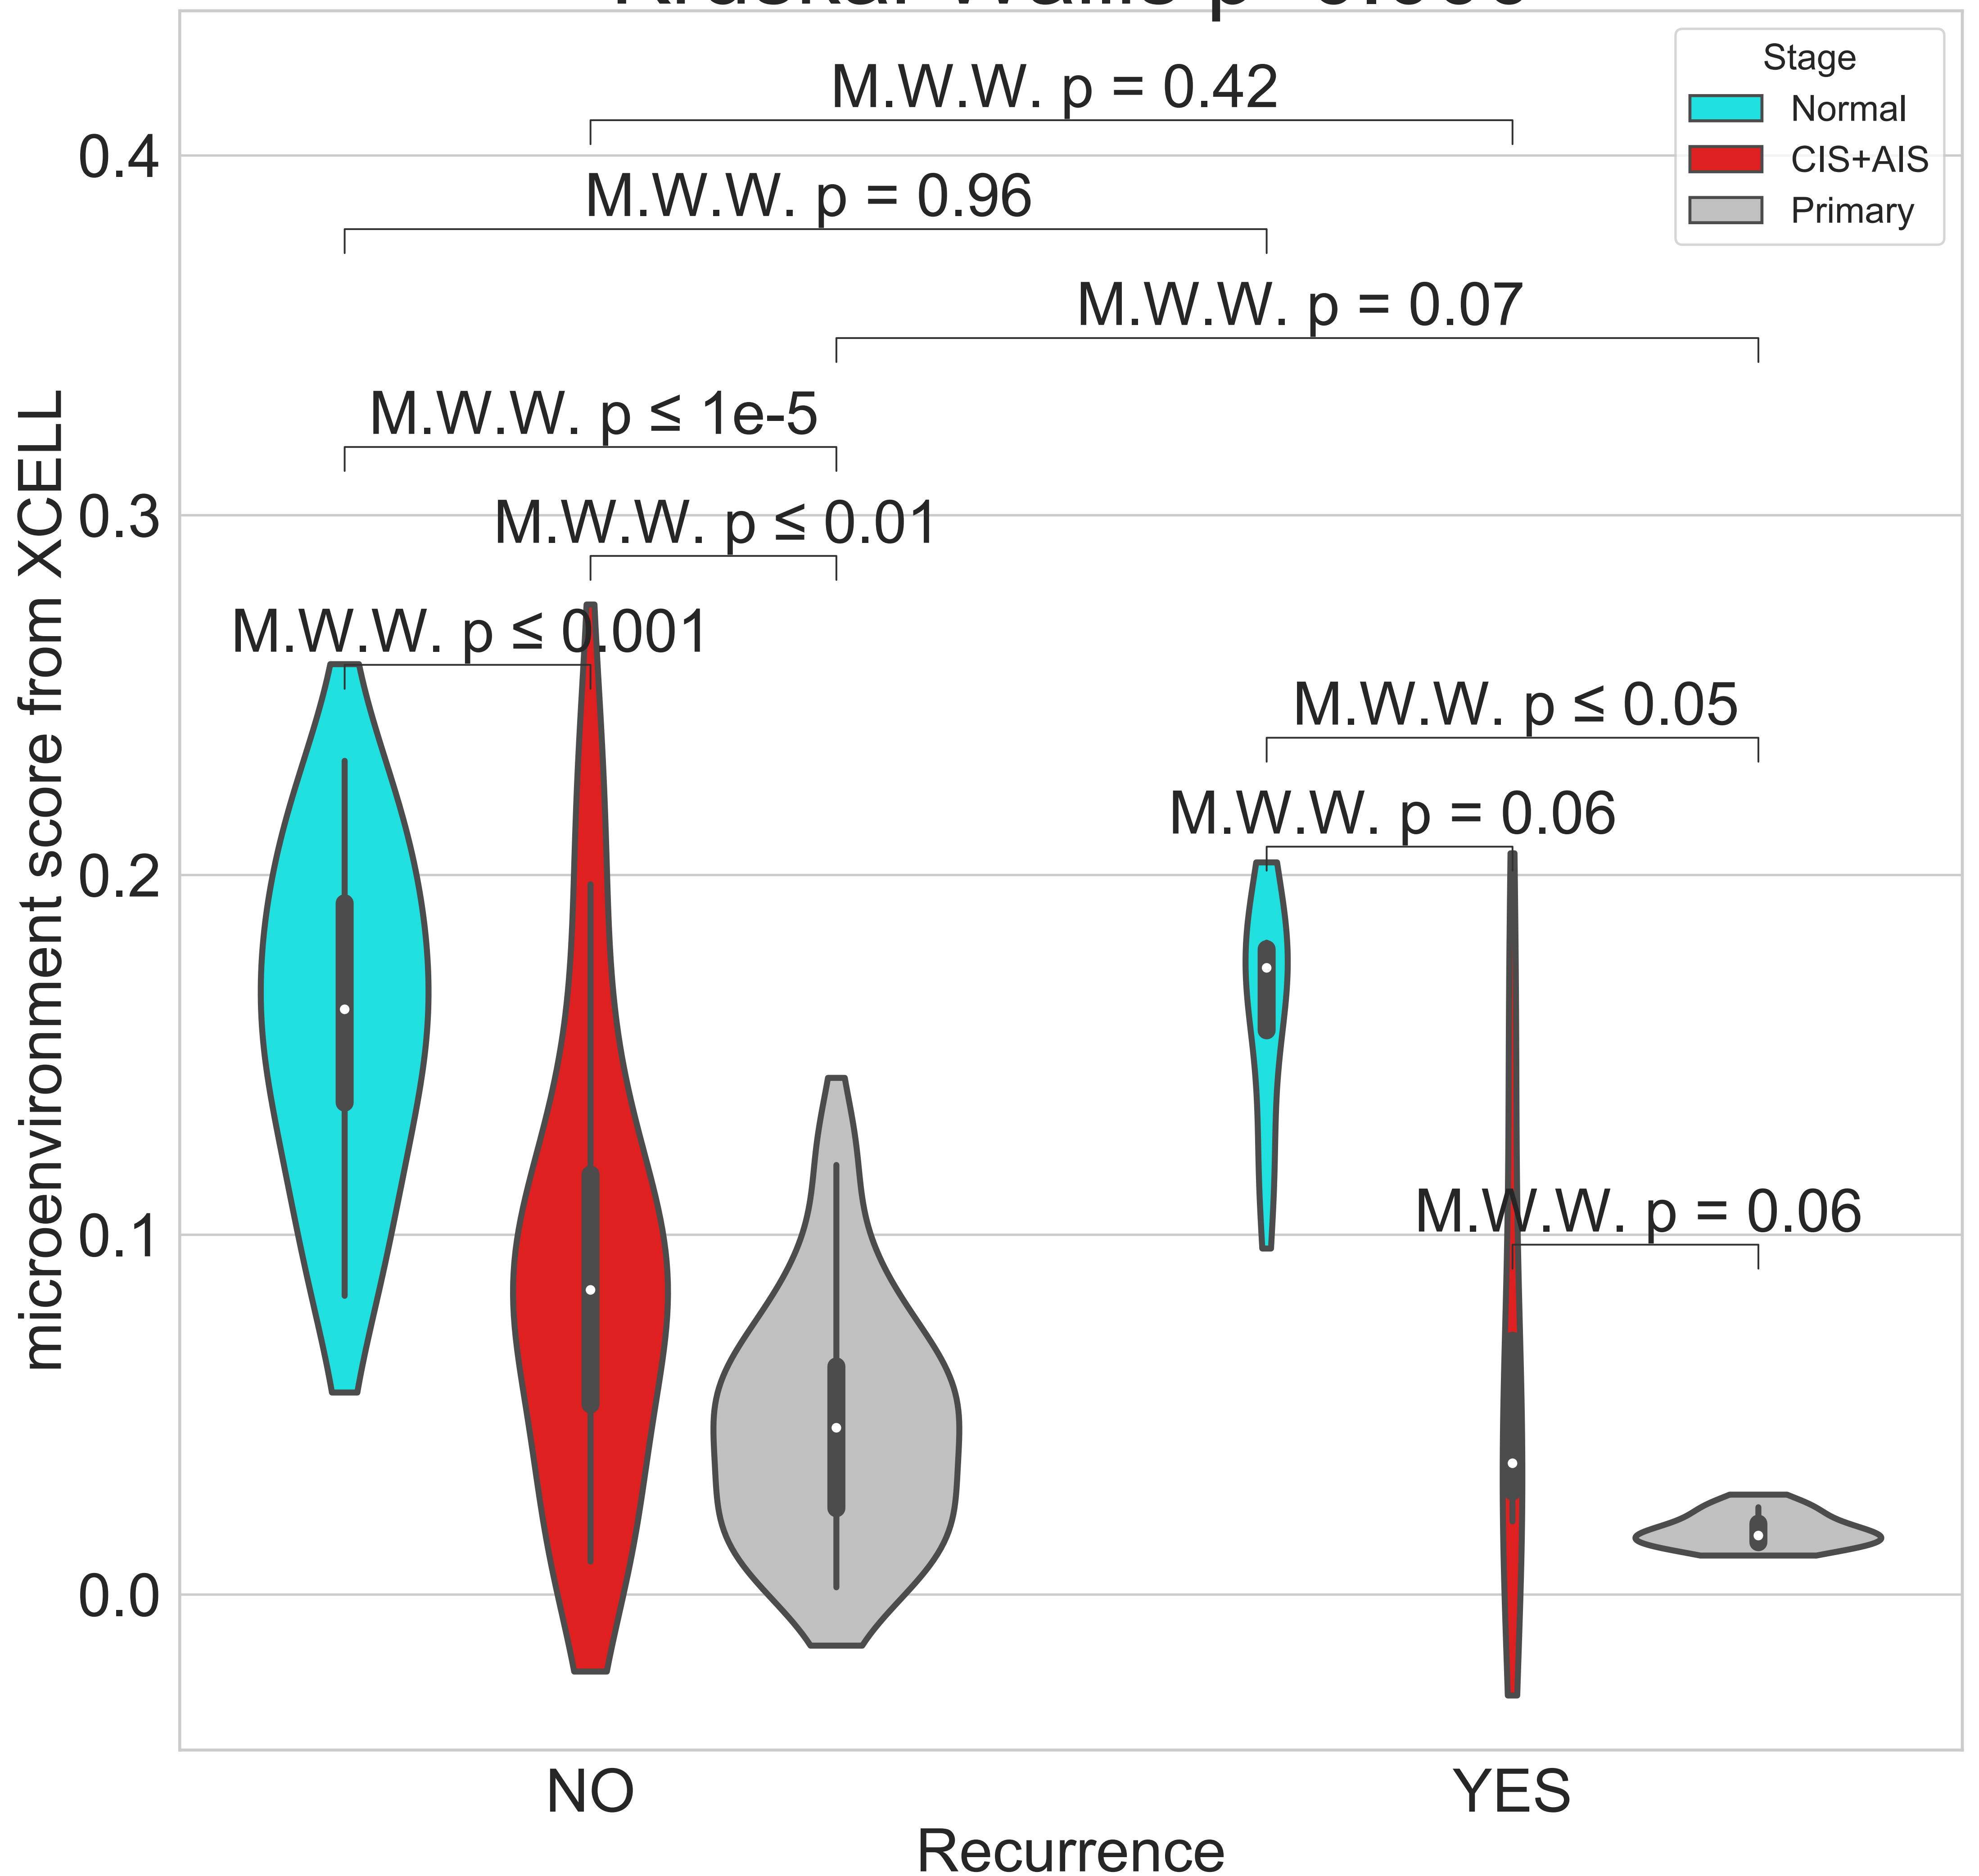 Stage
Normal
CIS+AIS
Primary
M.W.W. p = 0.42
0.4
M.W.W. p = 0.96
M.W.W. p = 0.07
M.W.W. p ≤ 1e-5
0.3
M.W.W. p ≤ 0.01
M.W.W. p ≤ 0.001
M.W.W. p ≤ 0.05
M.W.W. p = 0.06
0.2
M.W.W. p = 0.06
0.1
0.0
microenvironment score from XCELL
NO
YES
Recurrence